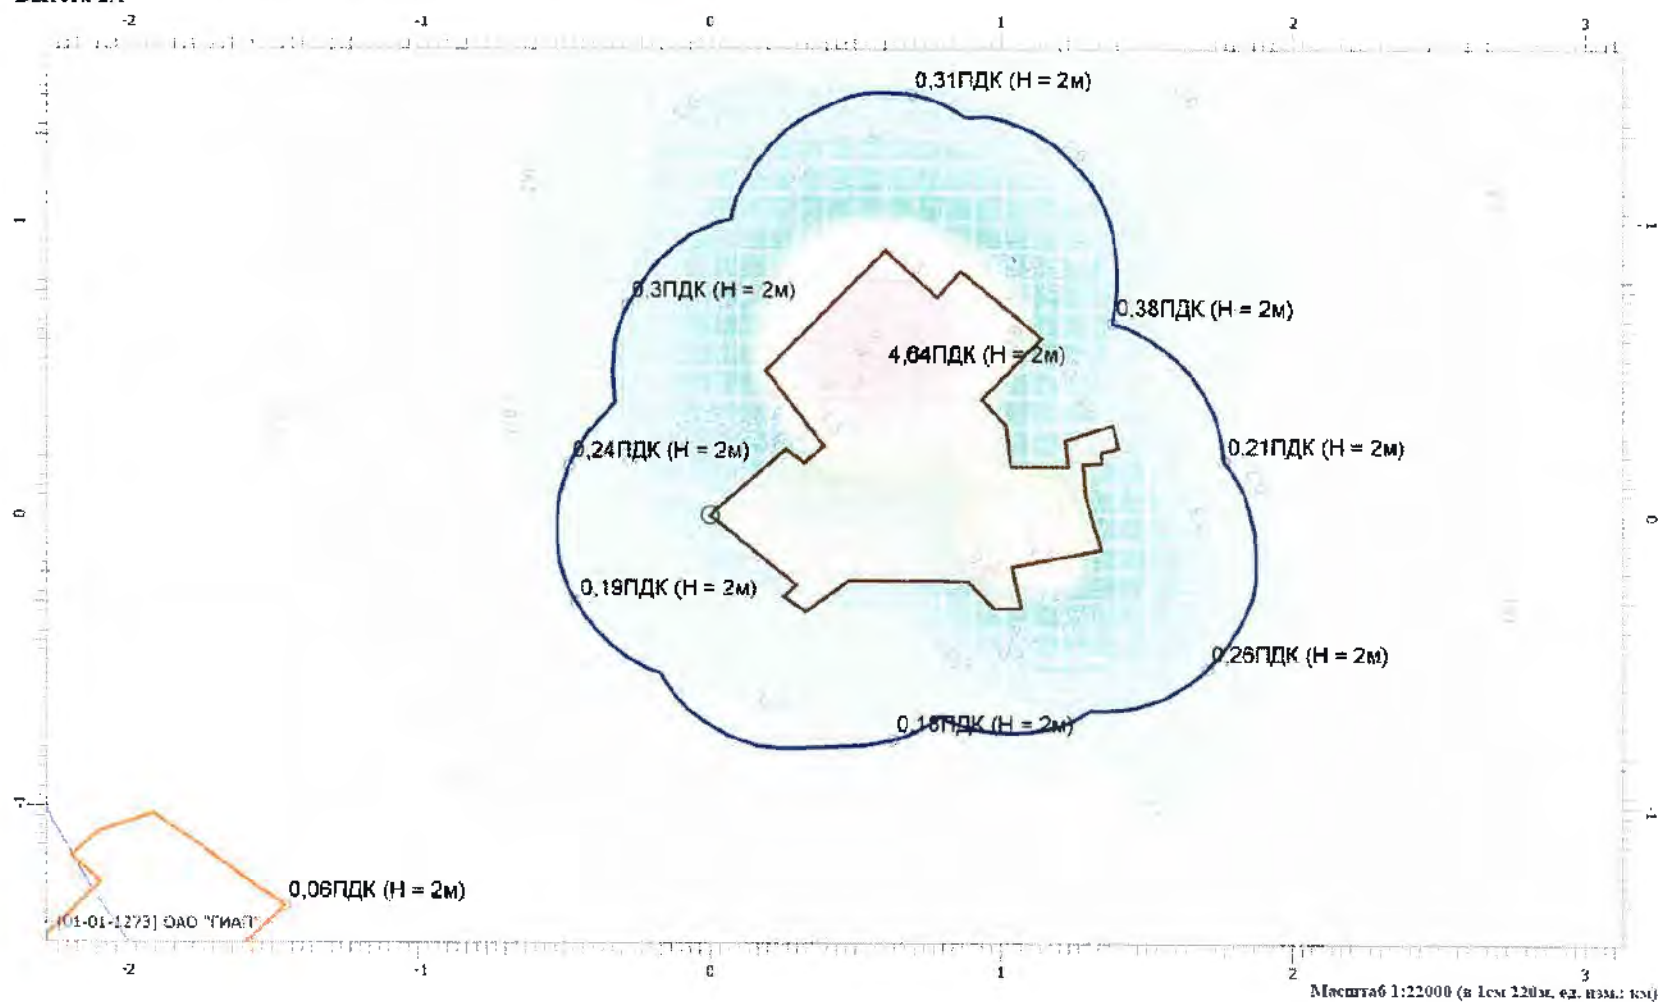 -2 -1 0 1 2 3
0,31ПДК (Н = 2м)
1 1
0,3ПДК (Н = 2м)
0,38ПДК (Н = 2м)
4,64ПДК (Н = 2м)
0,24ПДК (Н = 2м)
0,21ПДК (Н = 2м)
0 0
0,19ПДК (Н = 2м)
0,26ПДК (Н = 2м)
0,18ПДК (Н = 2м)
-1 -1
0,06ПДК (Н = 2м)
[01-01-1273] ОАО "ГИАП"
-2 -1 0 1 2 3
Масштаб 1:22000 (в 1см 220м, ед. изм.: км)